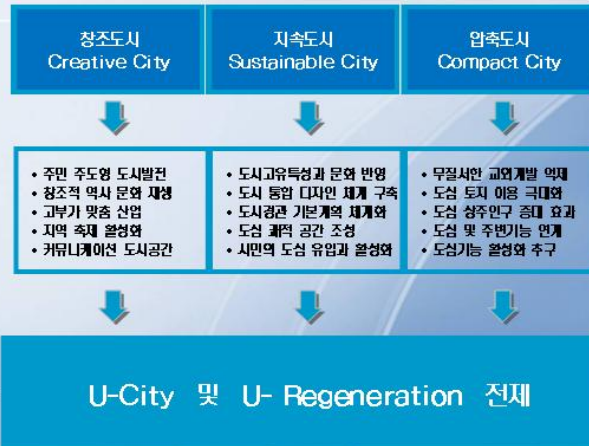 창조도시
Creative City
지속도시
Sustainable City
압축도시
Compact City
• 주민 주도형 도시발전
• 창조적 역사 문화 재생
• 고부가 맞춤 산업
• 지역 축제 활성화
• 커뮤니케이션 도시공간
• 도시고유특성과 문화 반영
• 도시 통합 디자인 체계 구축
• 도시경관 기본계획 체계화
• 도심 쾌적 공간 조성
• 시민의 도심 유입과 활성화
• 무질서한 교외개발 억제
• 도심 토지 이용 극대화
• 도심 상주인구 증대 효과
• 도심 및 주변기능 연계
• 도심기능 활성화 추구
U-City 및 U- Regeneration 전제